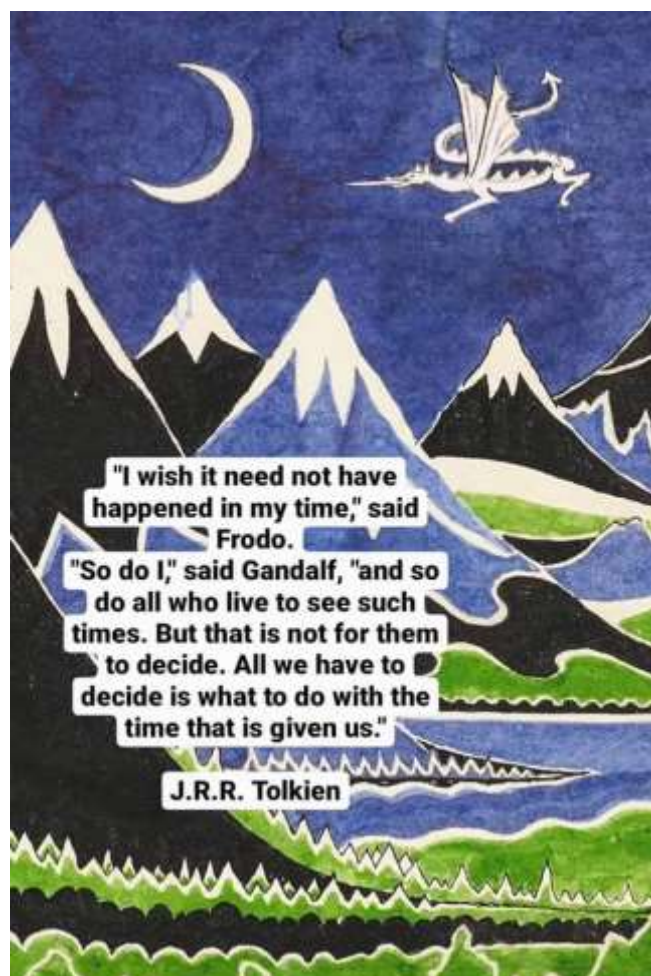 "I wish it need not have
happened in my time," said
Frodo.
"So do I," said Gandalf, "and so
do all who live to see such
times. But that is not for them
to decide. All we have to
decide is what to do with the
time that is given us."
J.R.R. Tolkien